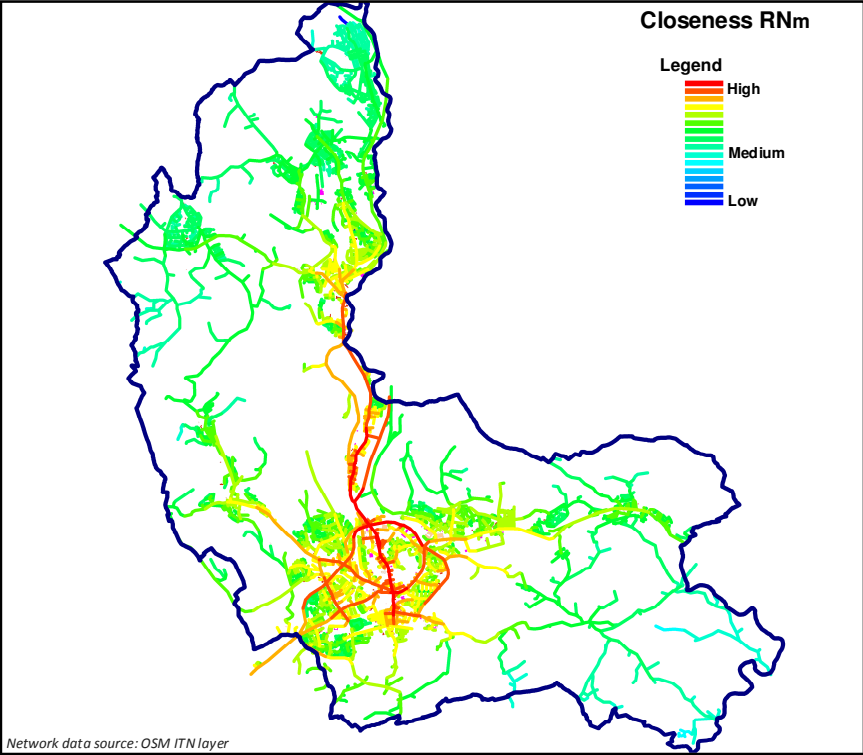 Closeness RNm
Legend
High
Medium
Low
Network data source: OSM ITN layer